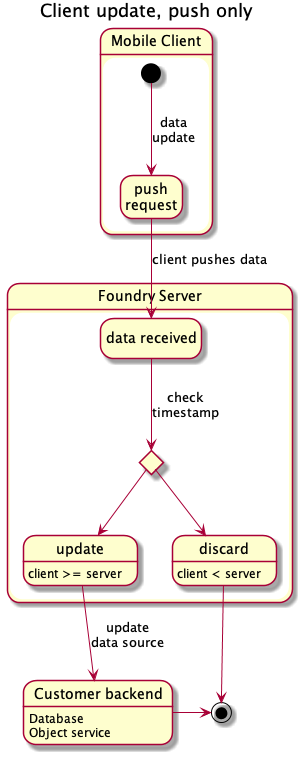 Client update, push only
Mobile Client
data
update
push
request
client pushes data
Foundry Server
data received
check
timestamp
update
client >= server
discard
client < server
update
data source
Customer backend
Database
Object service